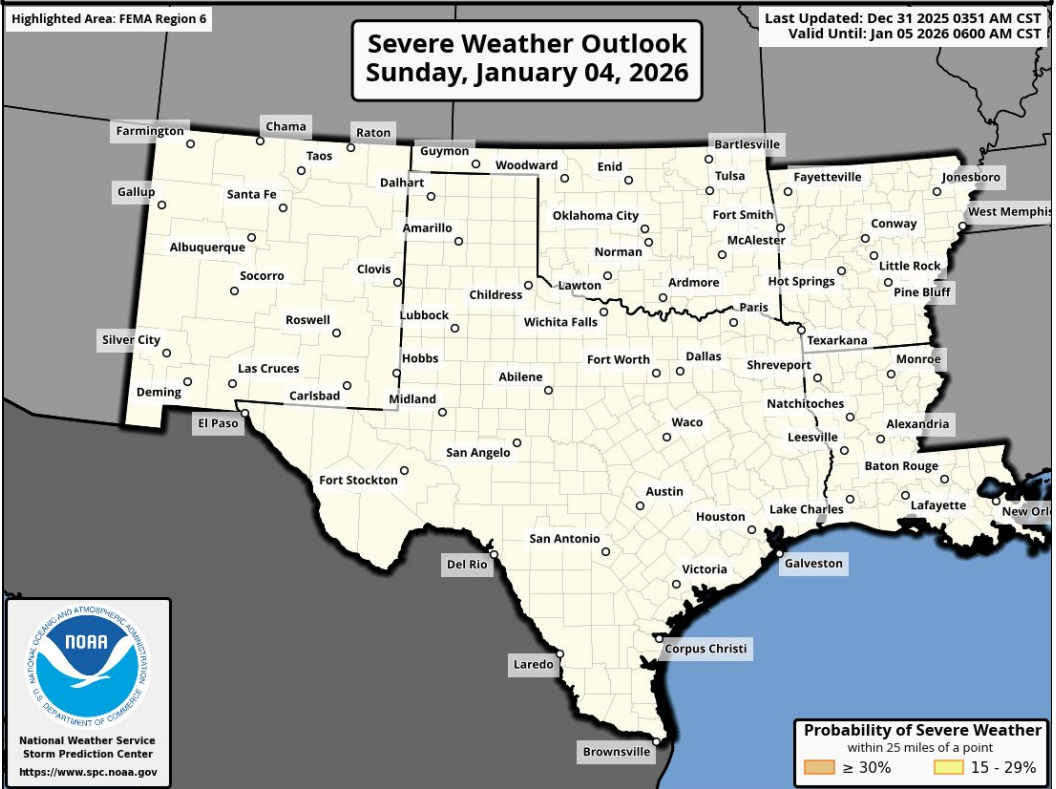 Highlighted Area: FEMA Region 6
Last Updated: Dec 31 2025 0351 AM CST
Valid Until: Jan 05 2026 0600 AM CST
Severe Weather Outlook
Sunday, January 04, 2026
Farmington
Chama
Raton
Taos
Guymon
Woodward
Enid
Bartlesville
Tulsa
Fayetteville
Jonesboro
Gallup
Santa Fe
Dalhart
Oklahoma City
Fort Smith
West Memphis
Albuquerque
Amarillo
Norman
McAlester
Conway
Socorro
Clovis
Childress
Lawton
Ardmore
Hot Springs
Little Rock
Pine Bluff
Roswell
Lubbock
Wichita Falls
Paris
Texarkana
Silver City
Hobbs
Fort Worth
Dallas
Shreveport
Monroe
Deming
Las Cruces
Carlsbad
Midland
Abilene
Natchitoches
El Paso
San Angelo
Waco
Leesville
Alexandria
Fort Stockton
Austin
Baton Rouge
Houston
Lake Charles
Lafayette
New Orl
Del Rio
San Antonio
Victoria
Galveston
Laredo
Corpus Christi
Brownsville
NATIONAL OCEANIC AND ATMOSPHERIC ADMINISTRATION
NOAA
U.S. DEPARTMENT OF COMMERCE
National Weather Service
Storm Prediction Center
https://www.spc.noaa.gov
Probability of Severe Weather
within 25 miles of a point
≥ 30%
15 - 29%